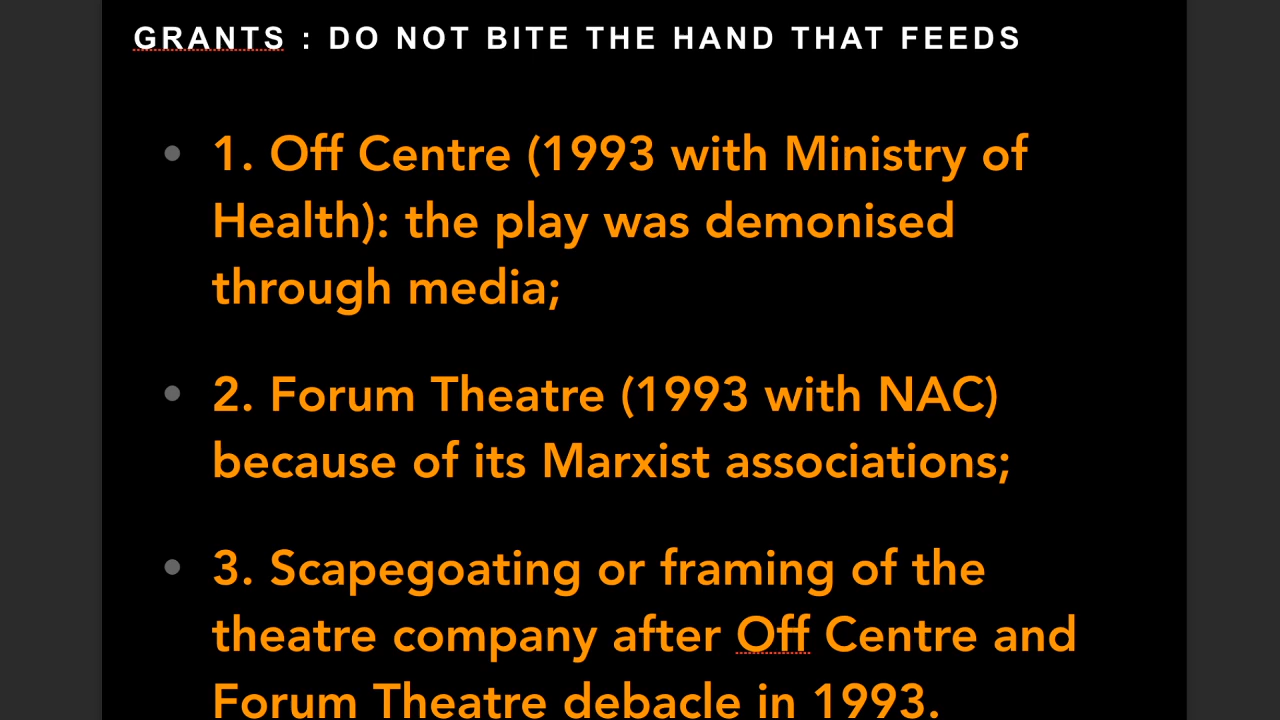 GRANTS : DO NOT BITE THE HAND THAT FEEDS
• 1. Off Centre (1993 with Ministry of
Health): the play was demonised
through media;
• 2. Forum Theatre (1993 with NAC)
because of its Marxist associations;
• 3. Scapegoating or framing of the
theatre company after Off Centre and
Forum Theatre debacle in 1993.